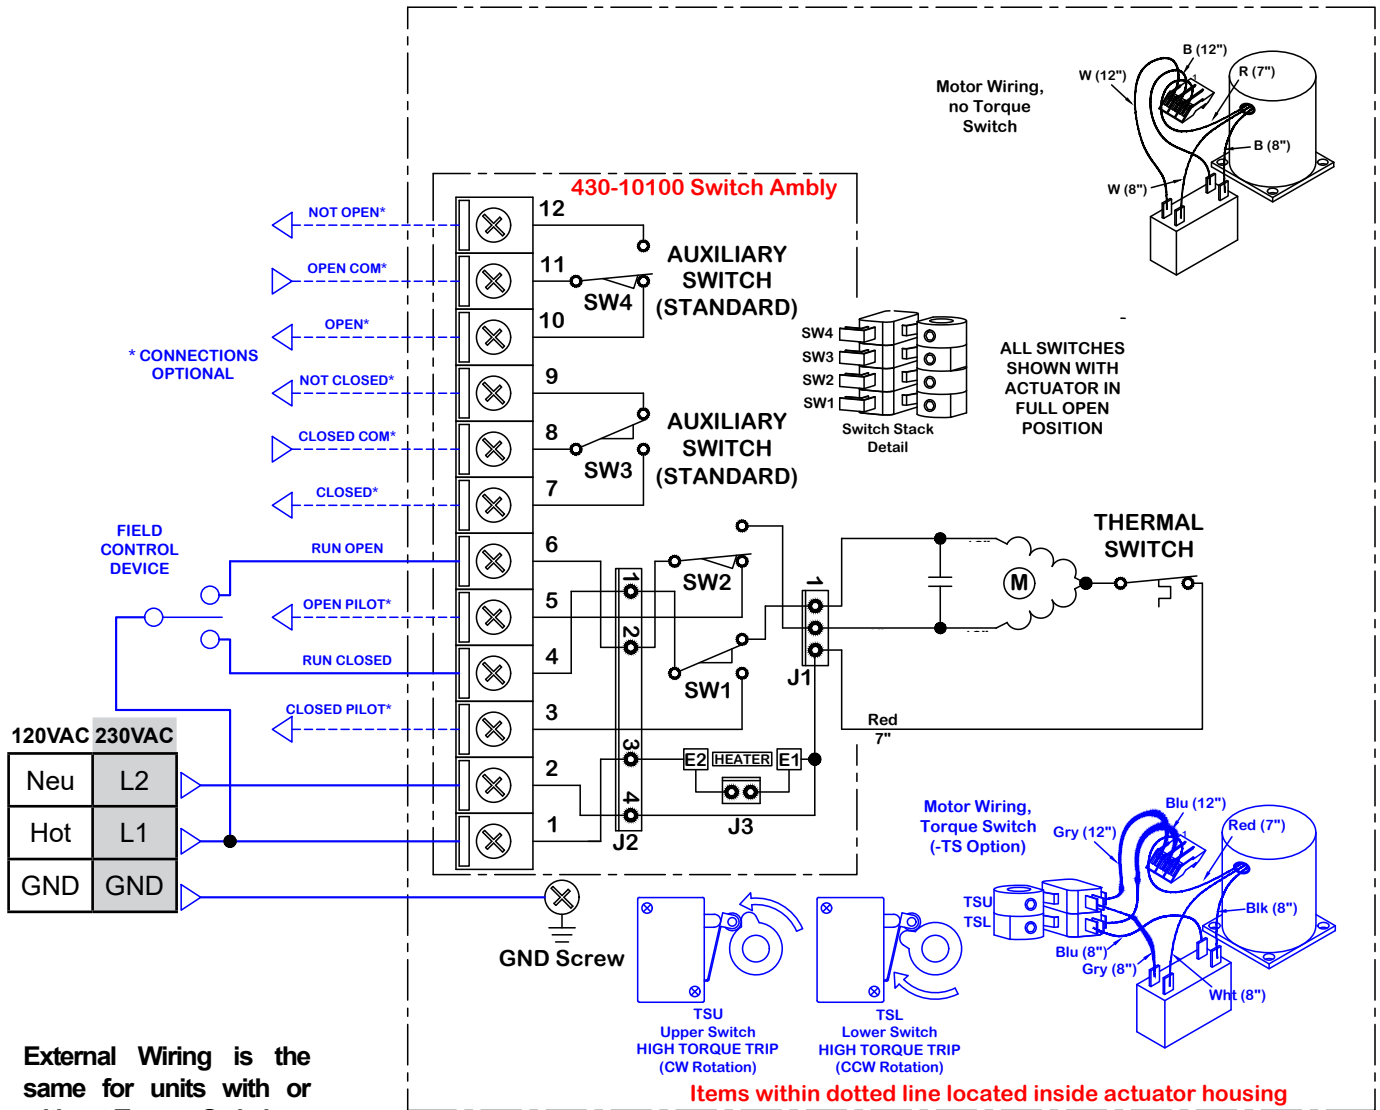 Motor Wiring,
no Torque
Switch
B (12")
W (12")
R (7")
1
B (8")
W (8")
430-10100 Switch Ambly
NOT OPEN*
12
OPEN COM*
11
SW4
AUXILIARY
SWITCH
(STANDARD)
OPEN*
10
* CONNECTIONS
OPTIONAL
NOT CLOSED*
9
CLOSED COM*
8
SW3
AUXILIARY
SWITCH
(STANDARD)
CLOSED*
7
SW4
SW3
SW2
SW1
Switch Stack
Detail
ALL SWITCHES
SHOWN WITH
ACTUATOR IN
FULL OPEN
POSITION
FIELD
CONTROL
DEVICE
RUN OPEN
6
OPEN PILOT*
5
RUN CLOSED
4
CLOSED PILOT*
3
2
1
1
2
3
4
J2
SW2
SW1
1
J1
M
THERMAL
SWITCH
Red
7"
E2 HEATER E1
J3
120VAC 230VAC
Neu L2
Hot L1
GND GND
GND Screw
Motor Wiring,
Torque Switch
(-TS Option)
Blu (12")
Gry (12")
Red (7")
1
TSU
TSL
Blk (8")
Blu (8")
Gry (8")
Wht (8")
TSU
Upper Switch
HIGH TORQUE TRIP
(CW Rotation)
TSL
Lower Switch
HIGH TORQUE TRIP
(CCW Rotation)
External Wiring is the
same for units with or
Items within dotted line located inside actuator housing